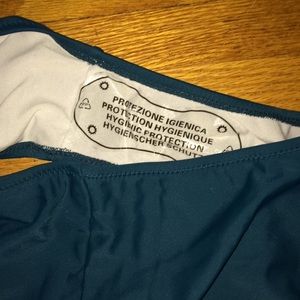 PROTEZIONE IGIENICA
PROTECTION HYGIENIQUE
HYGIENIC PROTECTION
HYGIENISCHER SCHUTZ